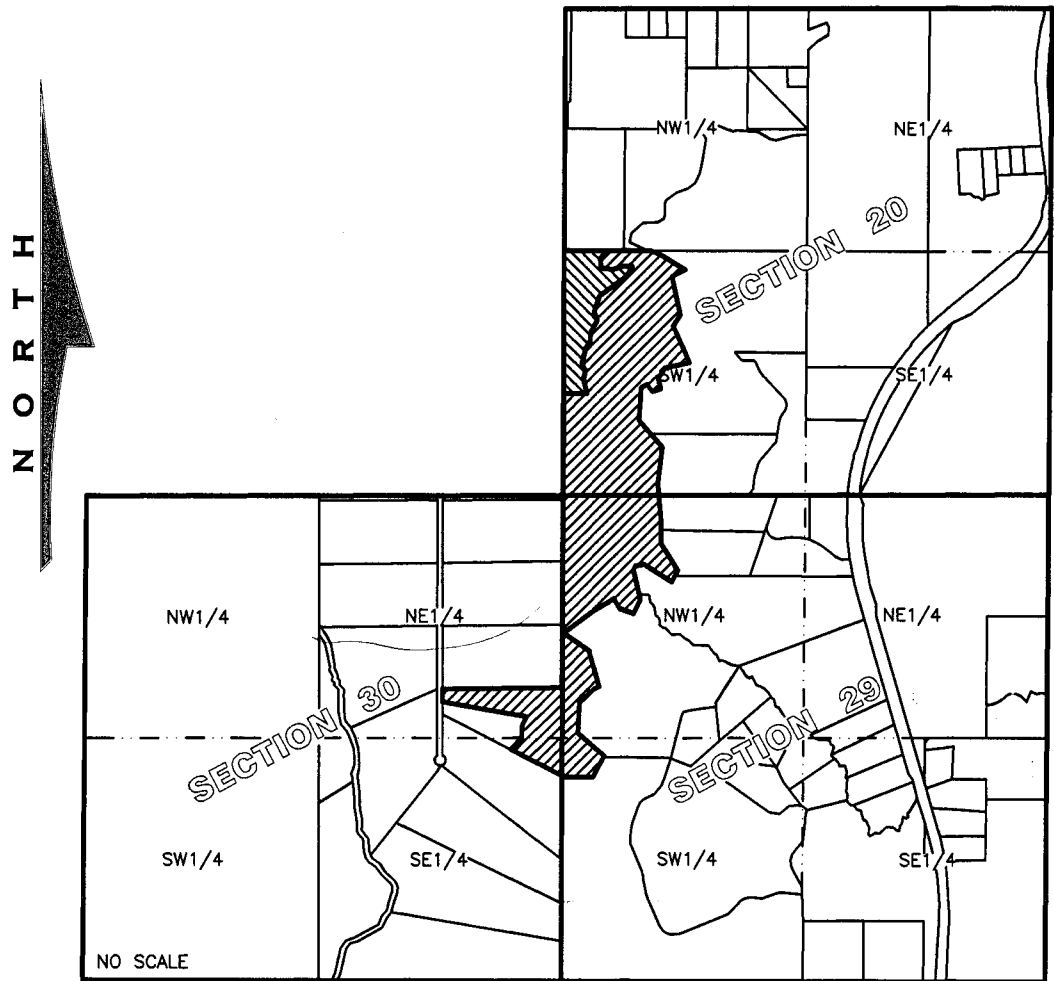 NORTH
NW1/4
NE1/4
SECTION 20
SW1/4
SE1/4
NW1/4
NE1/4
NW1/4
NE1/4
SECTION 30
SECTION 29
SW1/4
SE1/4
SW1/4
SE1/4
NO SCALE